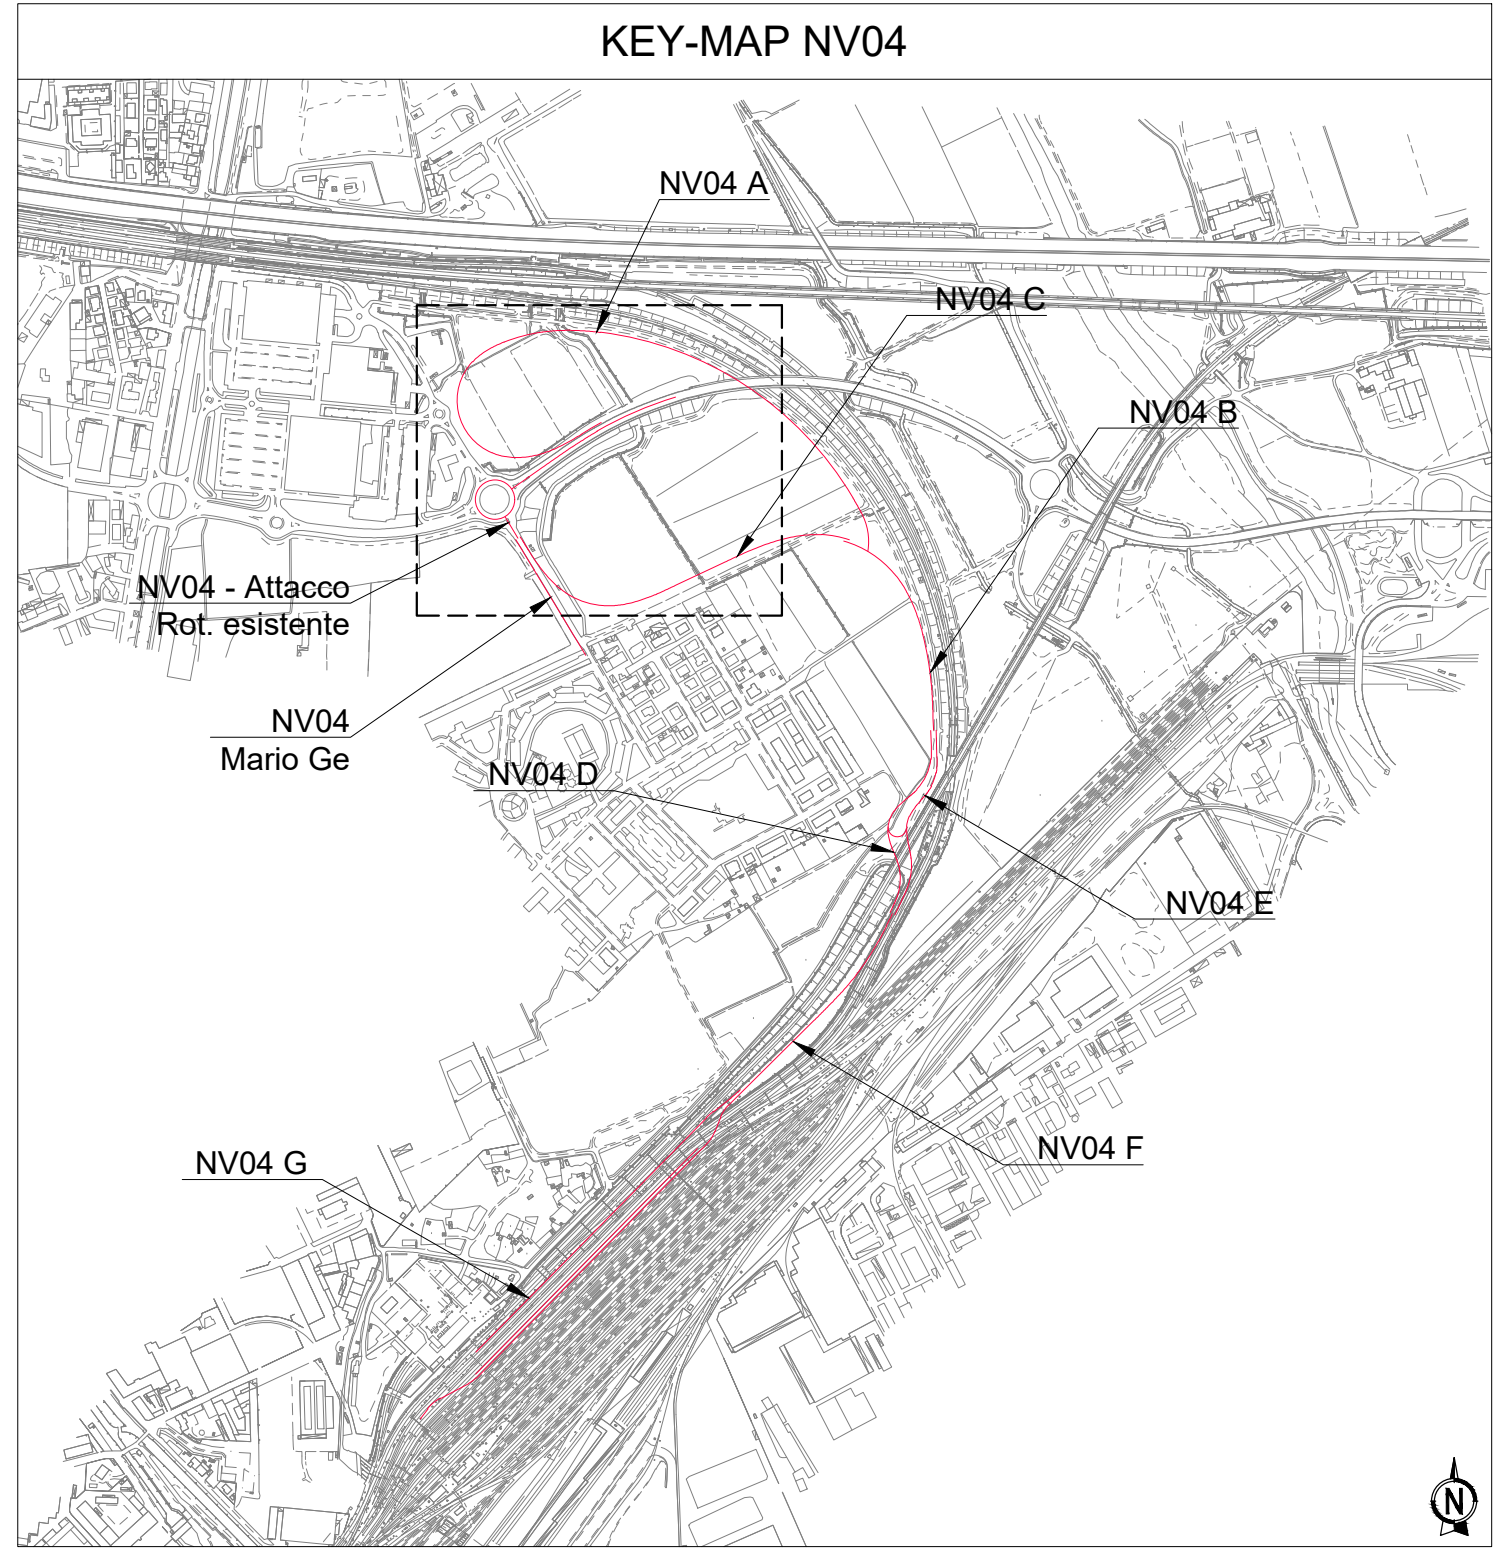 KEY-MAP NV04
NV04 A
NV04 C
NV04 B
NV04 - Attacco
Rot. esistente
NV04
Mario Ge
NV04 D
NV04 E
NV04 F
NV04 G
N